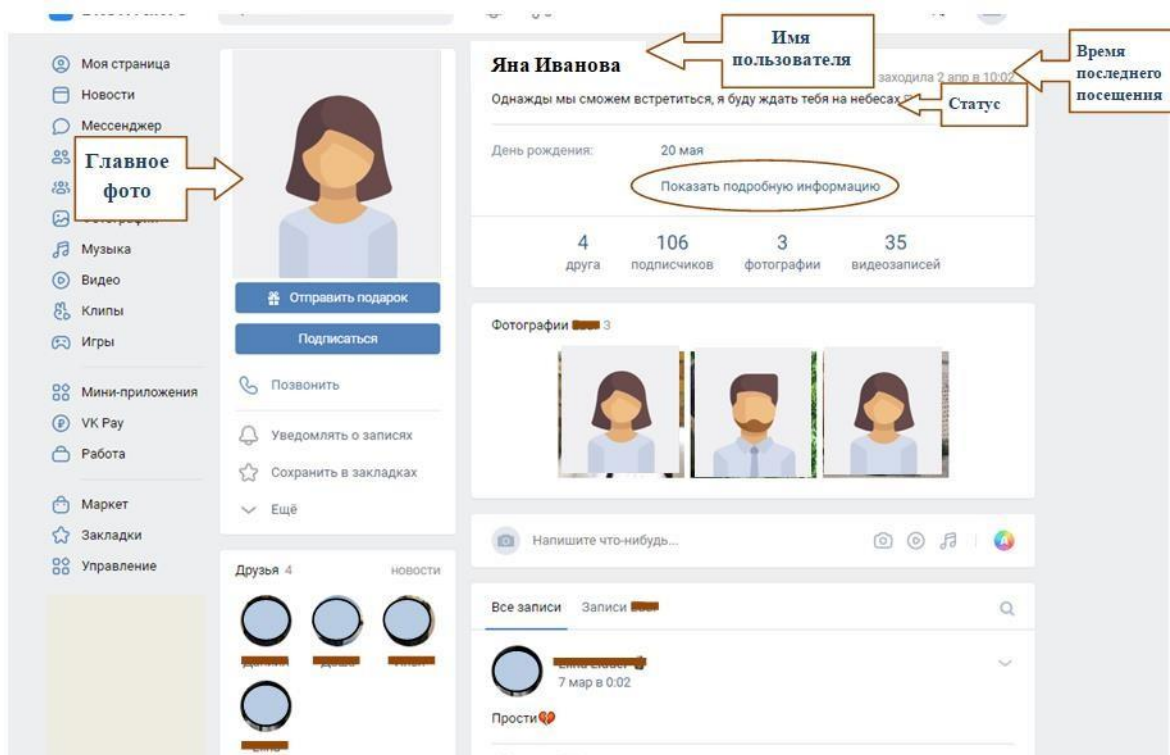 Имя
пользователя
Время
последнего
посещения
Главное
фото
Статус
Моя страница
Новости
Мессенджер
Музыка
Видео
Клипы
Игры
Мини-приложения
VK Pay
Работа
Маркет
Закладки
Управление
Отправить подарок
Подписаться
Позвонить
Уведомлять о записях
Сохранить в закладках
Ещё
Друзья 4 новости
Яна Иванова
заходила 2 апр в 10:02
Однажды мы сможем встретиться, я буду ждать тебя на небесах
День рождения: 20 мая
Показать подробную информацию
4 106 3 35
друга подписчиков фотографии видеозаписей
Фотографии 3
Напишите что-нибудь...
Все записи Записи
7 мар в 0:02
Прости💔